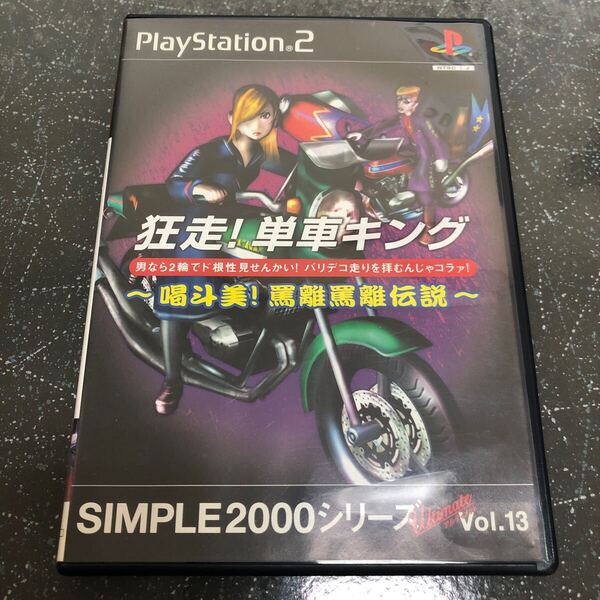 PlayStation®2
NTSC J
狂走!単車キング
男なら2輪でド根性見せんかい! バリデコ走りを拝むんじゃコラァ!
～喝斗美!罵離罵離伝説～
SIMPLE2000シリーズ Ultimate Vol.13